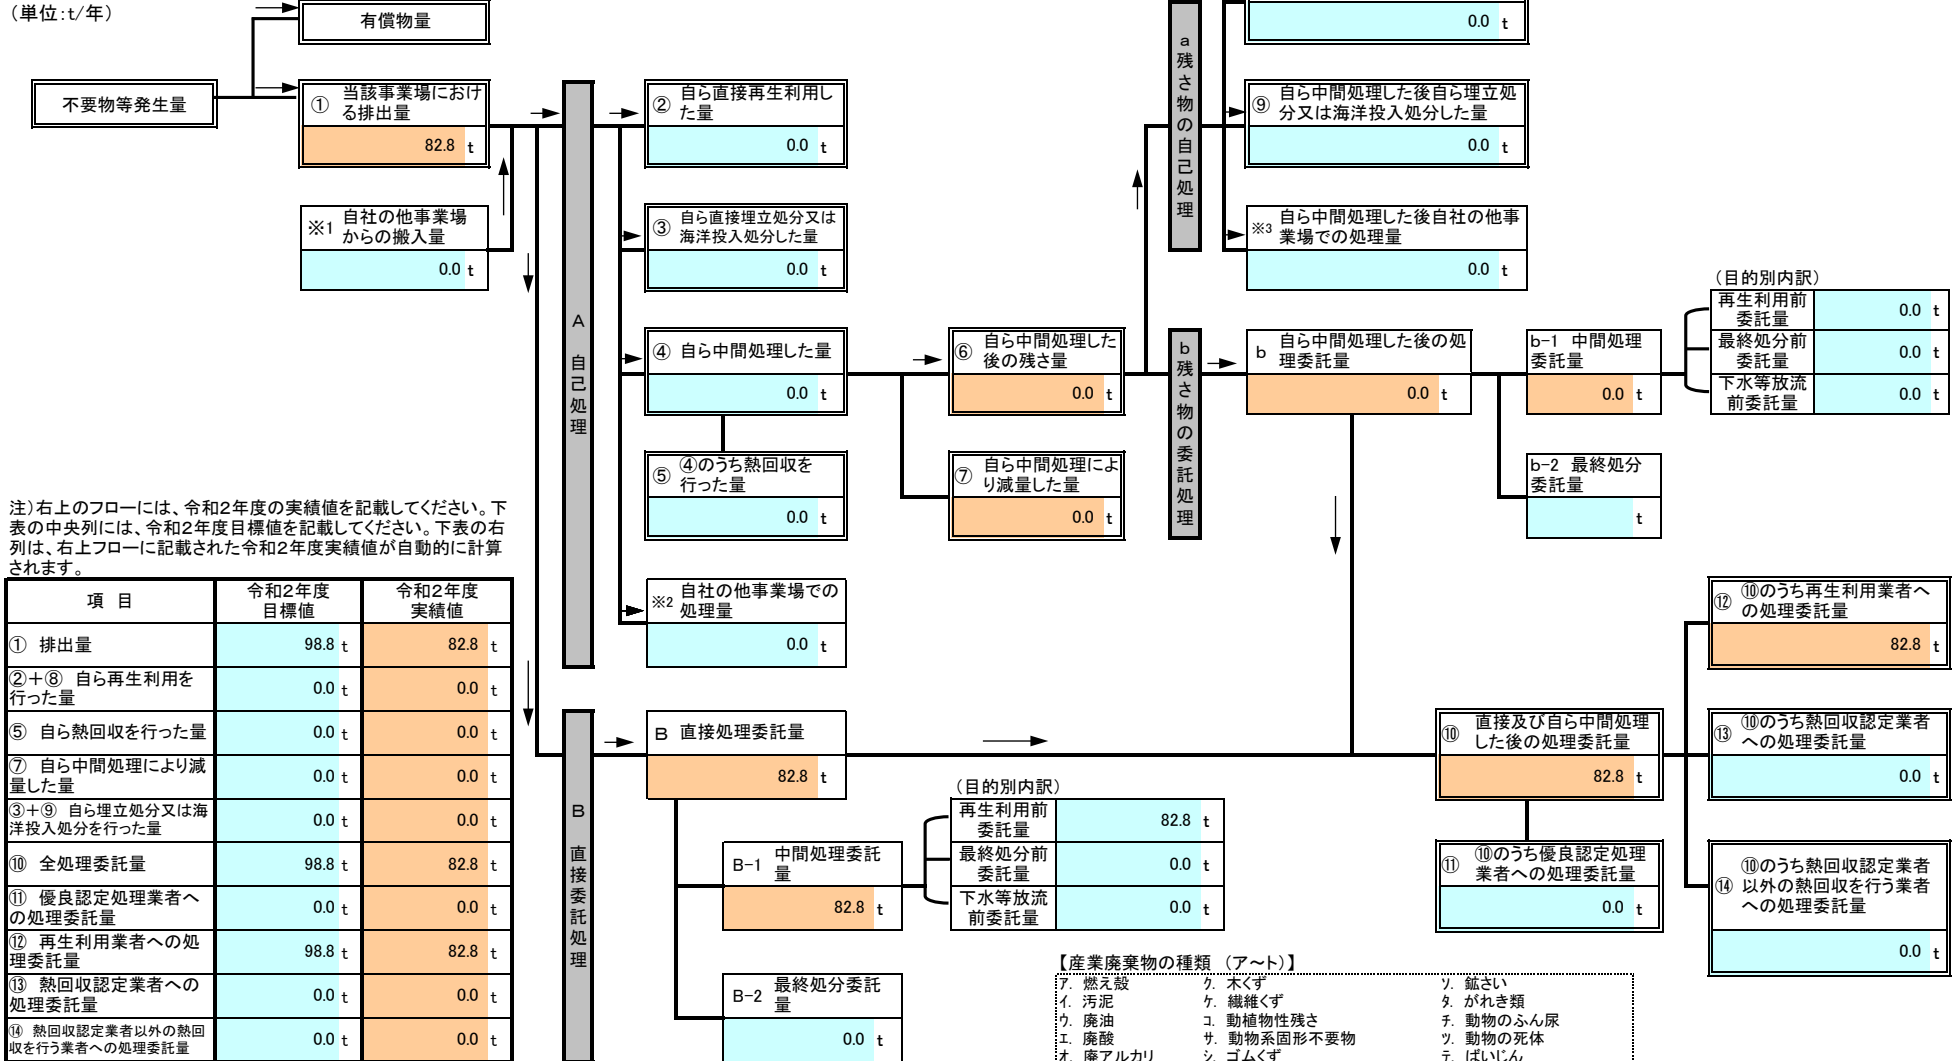 (単位:t/年)
有償物量
不要物等発生量
① 当該事業場におけ
る排出量
82.8 t
※1 自社の他事業場
からの搬入量
0.0 t
A 自己処理
② 自ら直接再生利用し
た量
0.0 t
③ 自ら直接埋立処分又は
海洋投入処分した量
0.0 t
④ 自ら中間処理した量
0.0 t
⑤ ④のうち熱回収を
行った量
0.0 t
※2 自社の他事業場での
処理量
0.0 t
⑥ 自ら中間処理した
後の残さ量
0.0 t
⑦ 自ら中間処理によ
り減量した量
0.0 t
a 残さ物の自己処理
0.0 t
⑨ 自ら中間処理した後自ら埋立処
分又は海洋投入処分した量
0.0 t
※3 自ら中間処理した後自社の他事
業場での処理量
0.0 t
b 残さ物の委託処理
b 自ら中間処理した後の処
理委託量
0.0 t
b-1 中間処理
委託量
0.0 t
(目的別内訳)
再生利用前
委託量 0.0 t
最終処分前
委託量 0.0 t
下水等放流
前委託量 0.0 t
b-2 最終処分
委託量
t
注)右上のフローには、令和2年度の実績値を記載してください。下
表の中央列には、令和2年度目標値を記載してください。下表の右
列は、右上フローに記載された令和2年度実績値が自動的に計算
されます。
項 目 令和2年度
目標値 令和2年度
実績値
① 排出量 98.8 t 82.8 t
②+⑧ 自ら再生利用を
行った量 0.0 t 0.0 t
⑤ 自ら熱回収を行った量 0.0 t 0.0 t
⑦ 自ら中間処理により減
量した量 0.0 t 0.0 t
③+⑨ 自ら埋立処分又は海
洋投入処分を行った量 0.0 t 0.0 t
⑩ 全処理委託量 98.8 t 82.8 t
⑪ 優良認定処理業者へ
の処理委託量 0.0 t 0.0 t
⑫ 再生利用業者への処
理委託量 98.8 t 82.8 t
⑬ 熱回収認定業者への
処理委託量 0.0 t 0.0 t
⑭ 熱回収認定業者以外の熱回
収を行う業者への処理委託量 0.0 t 0.0 t
B 直接委託処理
B 直接処理委託量
82.8 t
B-1 中間処理委託
量
82.8 t
(目的別内訳)
再生利用前
委託量 82.8 t
最終処分前
委託量 0.0 t
下水等放流
前委託量 0.0 t
B-2 最終処分委託
量
0.0 t
⑩ 直接及び自ら中間処理
した後の処理委託量
82.8 t
⑪ ⑩のうち優良認定処理
業者への処理委託量
0.0 t
⑫ ⑩のうち再生利用業者へ
の処理委託量
82.8 t
⑬ ⑩のうち熱回収認定業者
への処理委託量
0.0 t
⑭ ⑩のうち熱回収認定業者
以外の熱回収を行う業者
への処理委託量
0.0 t
【産業廃棄物の種類 (ア~ト)】
ア. 燃え殻 ク. 木くず ソ. 鉱さい
イ. 汚泥 ケ. 繊維くず タ. がれき類
ウ. 廃油 コ. 動植物性残さ チ. 動物のふん尿
エ. 廃酸 サ. 動物系固形不要物 ツ. 動物の死体
オ. 廃アルカリ シ. ゴムくず テ. ばいじん